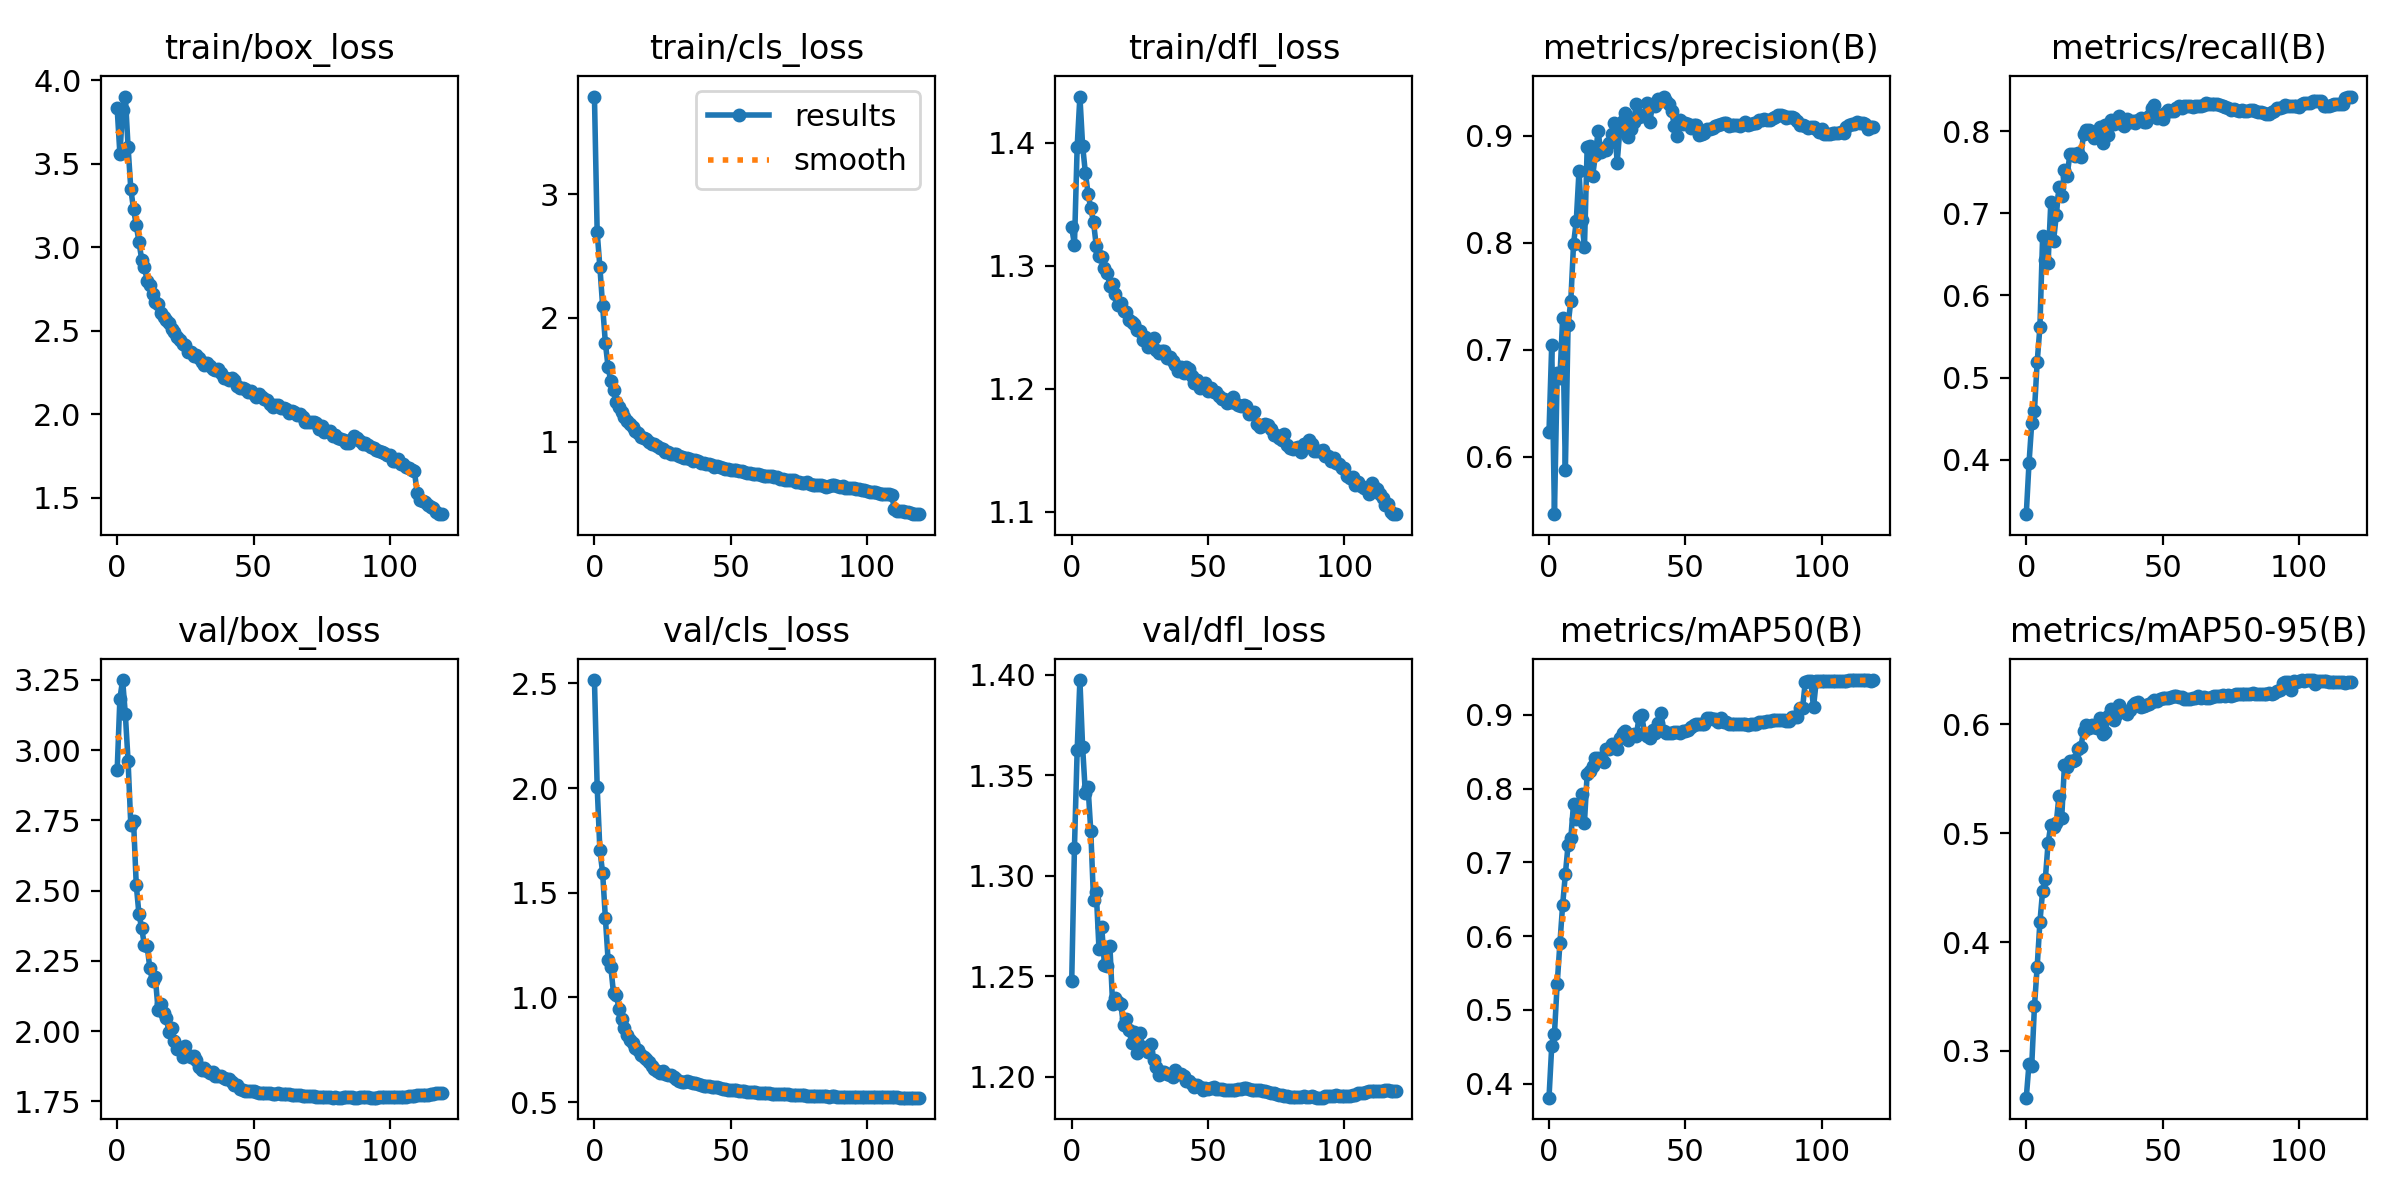 train/box_loss
train/cls_loss
train/dfl_loss
metrics/precision(B)
metrics/recall(B)
4.0
3.5
3.0
2.5
2.0
1.5
0 50 100
results
smooth
3
2
1
0 50 100
1.4
1.3
1.2
1.1
0 50 100
0.9
0.8
0.7
0.6
0 50 100
0.8
0.7
0.6
0.5
0.4
0 50 100
val/box_loss
val/cls_loss
val/dfl_loss
metrics/mAP50(B)
metrics/mAP50-95(B)
3.25
3.00
2.75
2.50
2.25
2.00
1.75
0 50 100
2.5
2.0
1.5
1.0
0.5
0 50 100
1.40
1.35
1.30
1.25
1.20
0 50 100
0.9
0.8
0.7
0.6
0.5
0.4
0 50 100
0.6
0.5
0.4
0.3
0 50 100